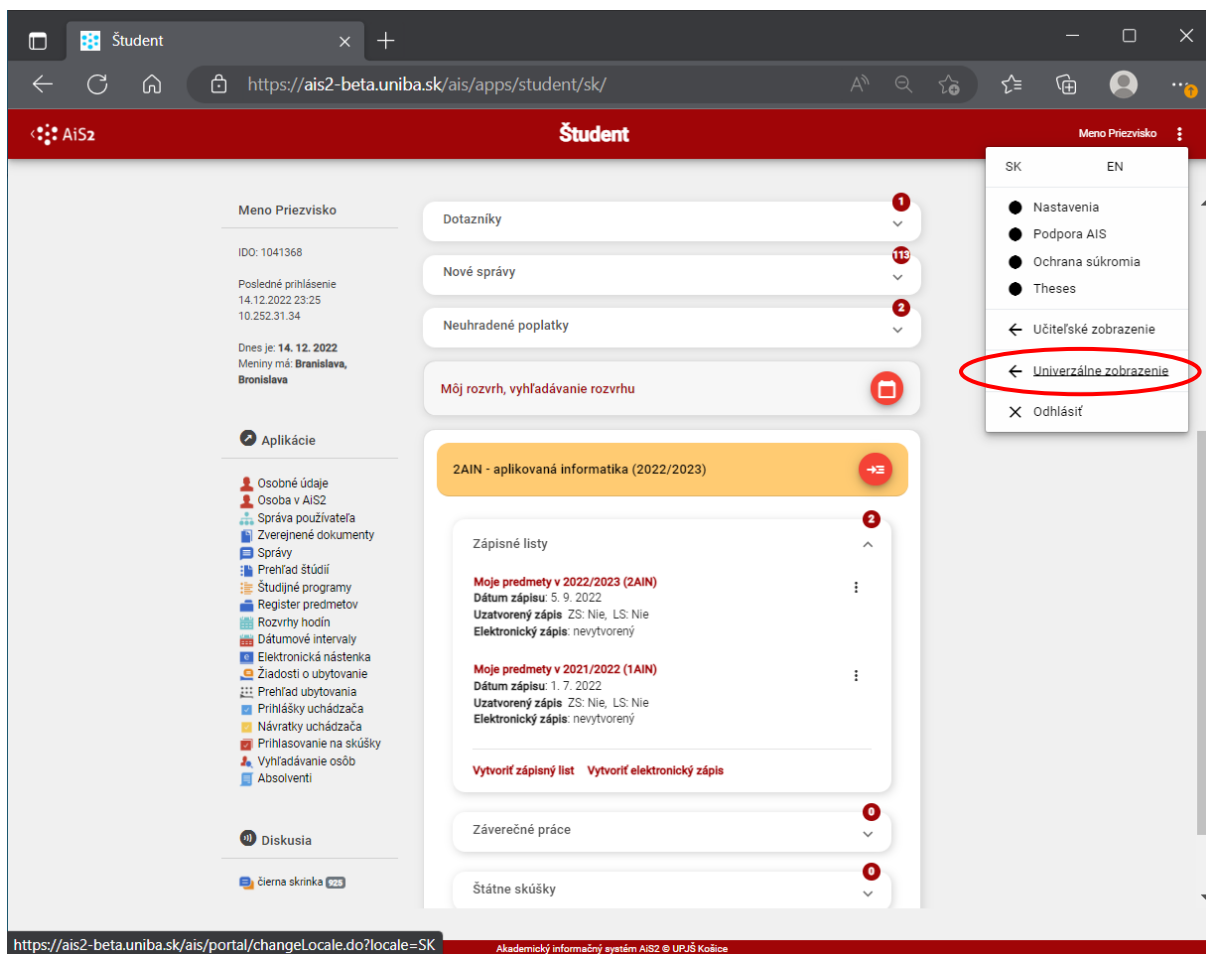 Študent
https://ais2-beta.uniba.sk/ais/apps/student/sk/
AiS2
Študent
Meno Priezvisko
SK EN
Nastavenia
Podpora AIS
Ochrana súkromia
Theses
Učiteľské zobrazenie
Univerzálne zobrazenie
Odhlásiť
Meno Priezvisko
IDO: 1041368
Posledné prihlásenie
14.12.2022 23:25
10.252.31.34
Dnes je: 14. 12. 2022
Meniny má: Branislava,
Bronislava
Aplikácie
Osobné údaje
Osoba v AiS2
Správa používateľa
Zverejnené dokumenty
Správy
Prehľad štúdií
Študijné programy
Register predmetov
Rozvrhy hodín
Dátumové intervaly
Elektronická nástenka
Žiadosti o ubytovanie
Prehľad ubytovania
Prihlášky uchádzača
Návratky uchádzača
Prihlasovanie na skúšky
Vyhľadávanie osôb
Absolventi
Diskusia
čierna skrinka 925
1
Dotazníky
113
Nové správy
2
Neuhradené poplatky
Môj rozvrh, vyhľadávanie rozvrhu
2AIN - aplikovaná informatika (2022/2023)
2
Zápisné listy
Moje predmety v 2022/2023 (2AIN)
Dátum zápisu: 5. 9. 2022
Uzatvorený zápis ZS: Nie, LS: Nie
Elektronický zápis: nevytvorený
Moje predmety v 2021/2022 (1AIN)
Dátum zápisu: 1. 7. 2022
Uzatvorený zápis ZS: Nie, LS: Nie
Elektronický zápis: nevytvorený
Vytvoriť zápisný list Vytvoriť elektronický zápis
0
Záverečné práce
0
Štátne skúšky
https://ais2-beta.uniba.sk/ais/portal/changeLocale.do?locale=SK
Akademický informačný systém AiS2 © UPJŠ Košice